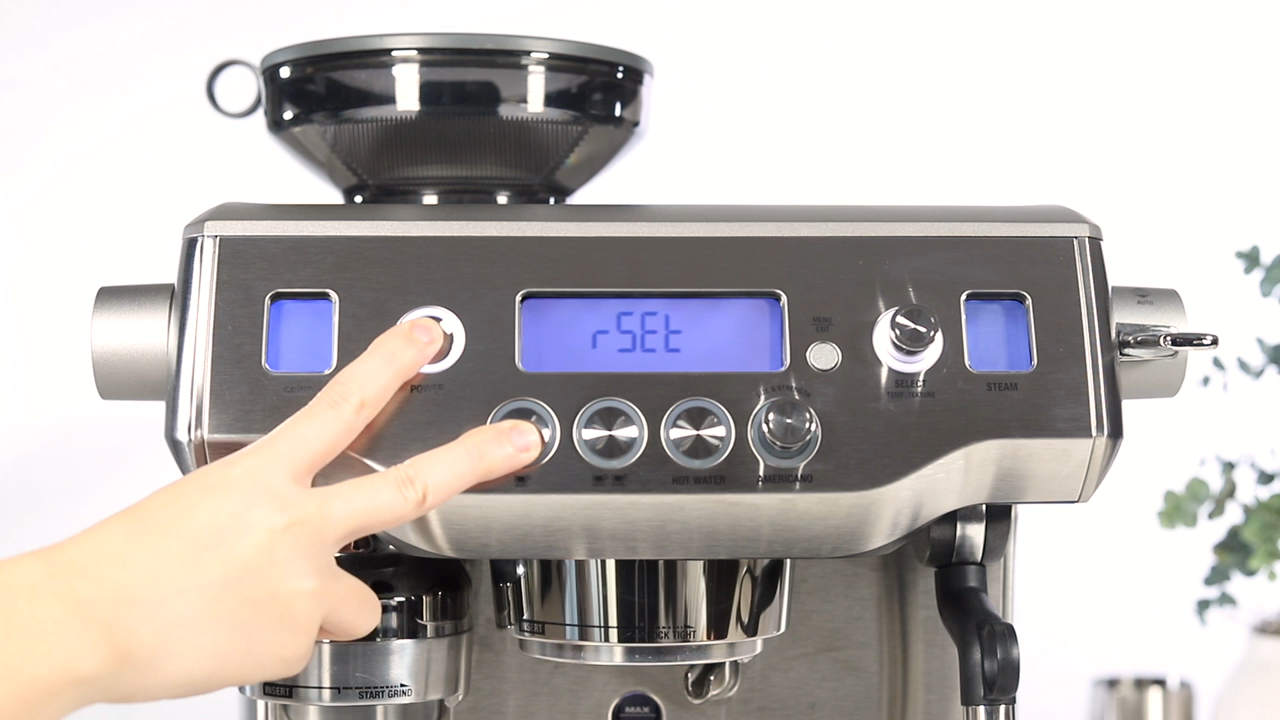 AUTO
rSEt
MENU
EXIT
POWER
SELECT
TEMP/TEXTURE
STEAM
HOT WATER
AMERICANO
INSERT
LOCK TIGHT
INSERT
START GRIND
MAX